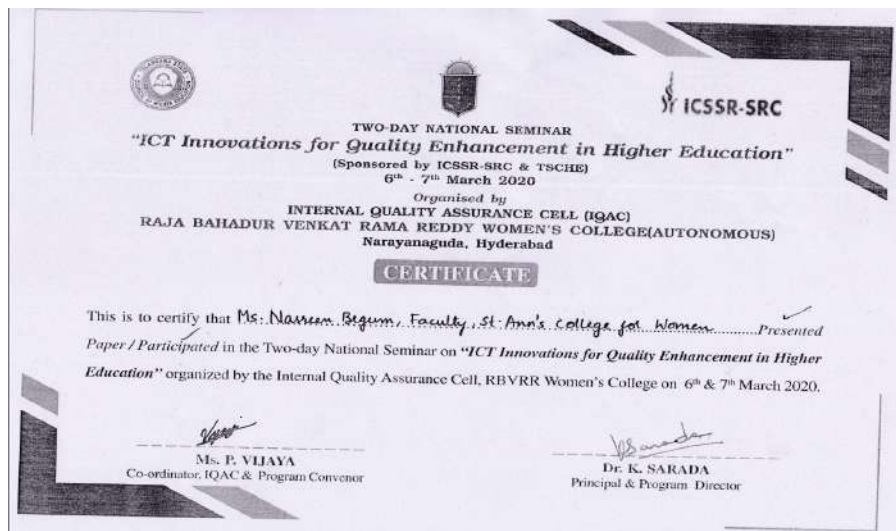 ICSSR-SRC
TWO-DAY NATIONAL SEMINAR
"ICT Innovations for Quality Enhancement in Higher Education"
(Sponsored by ICSSR-SRC & TSCHE)
6th - 7th March 2020
Organised by
INTERNAL QUALITY ASSURANCE CELL (IQAC)
RAJA BAHADUR VENKAT RAMA REDDY WOMEN'S COLLEGE(AUTONOMOUS)
Narayanaguda, Hyderabad
CERTIFICATE
This is to certify that Ms. Nasreen Begum, Faculty, St. Ann's College for Women Presented
Paper / Participated in the Two-day National Seminar on "ICT Innovations for Quality Enhancement in Higher
Education" organized by the Internal Quality Assurance Cell, RBVRR Women's College on 6th & 7th March 2020.
Ms. P. VIJAYA
Co-ordinator, IQAC & Program Convenor
Dr. K. SARADA
Principal & Program Director